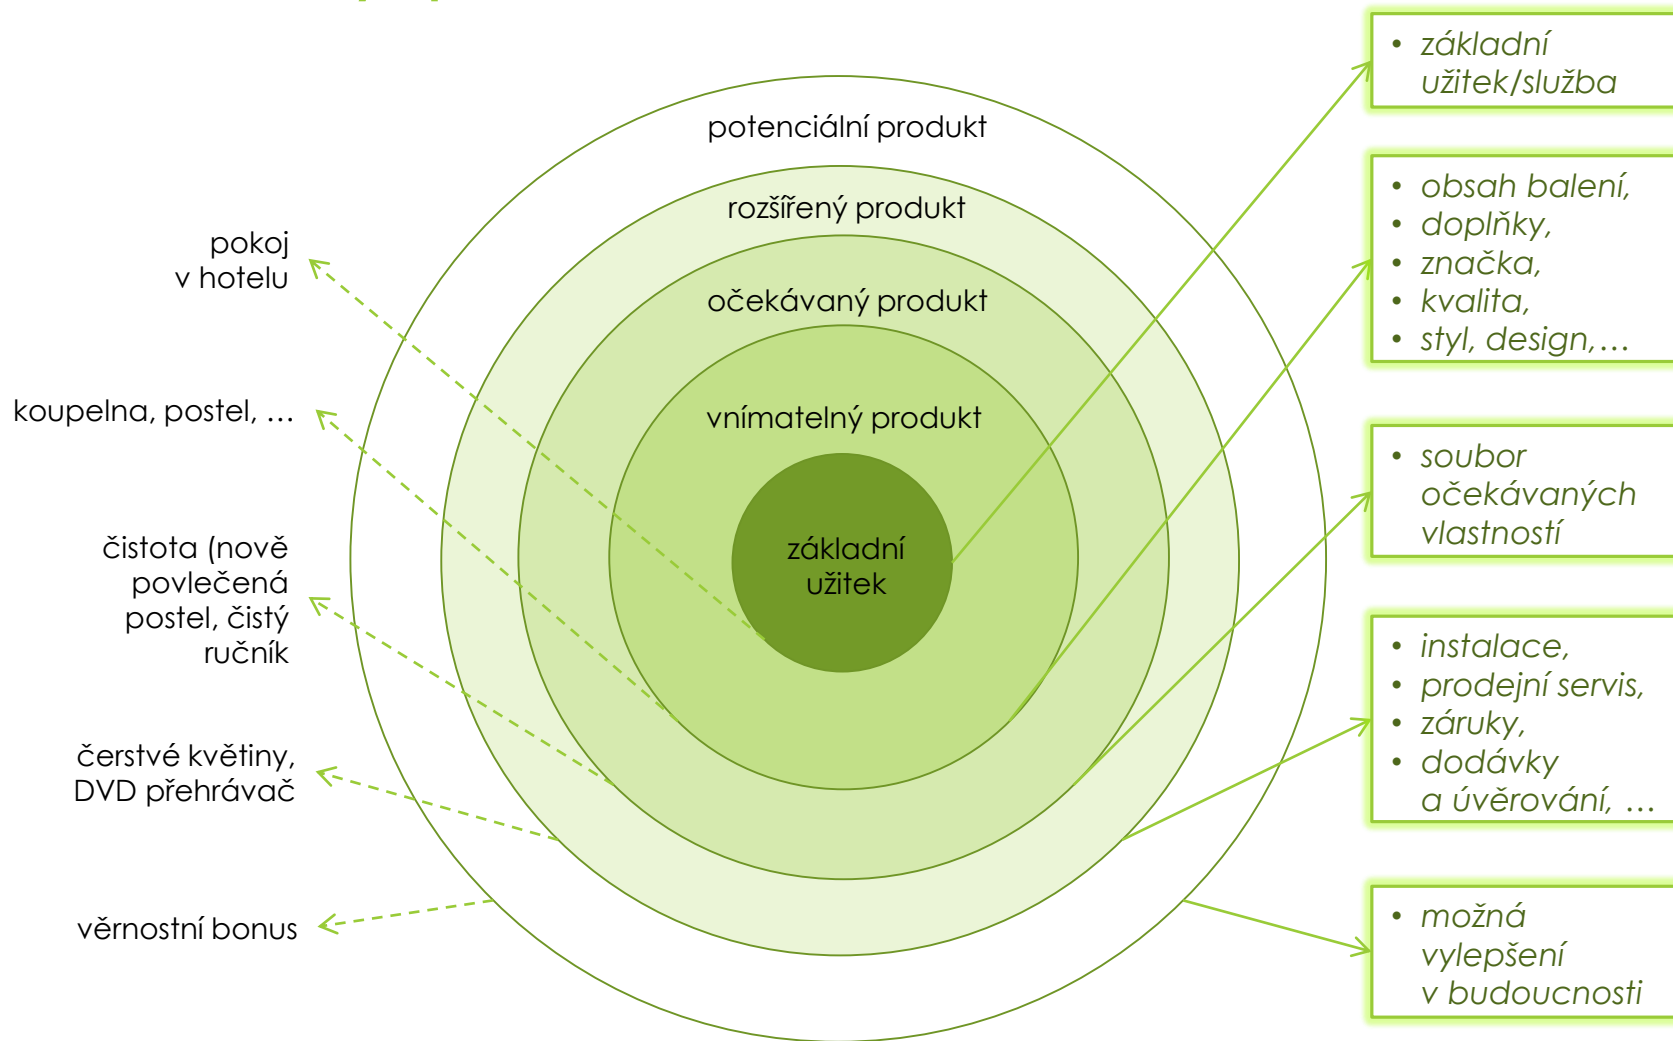 potenciální produkt
rozšířený produkt
očekávaný produkt
vnímatelný produkt
základní
užitek
pokoj
v hotelu
koupelna, postel, …
čistota (nově
povlečená
postel, čistý
ručník
čerstvé květiny,
DVD přehrávač
věrnostní bonus
• základní
užitek/služba
• obsah balení,
• doplňky,
• značka,
• kvalita,
• styl, design,…
• soubor
očekávaných
vlastností
• instalace,
• prodejní servis,
• záruky,
• dodávky
a úvěrování, …
• možná
vylepšení
v budoucnosti